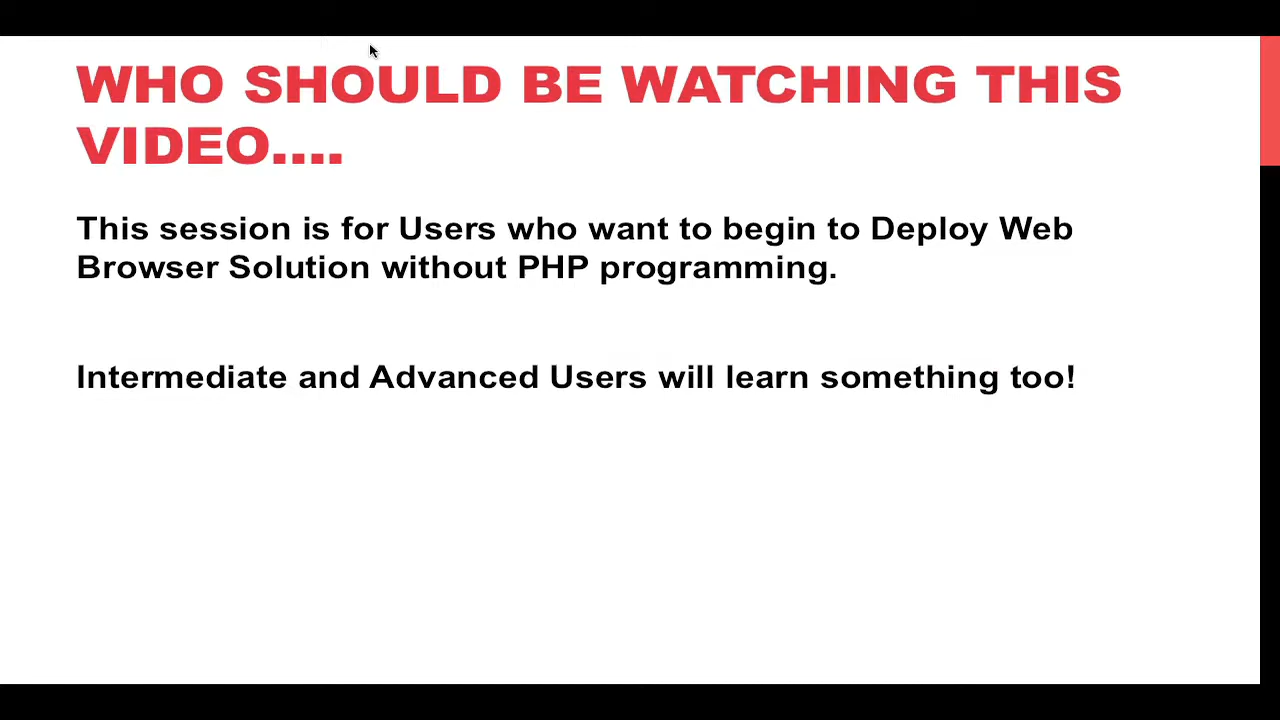 WHO SHOULD BE WATCHING THIS
VIDEO....
This session is for Users who want to begin to Deploy Web
Browser Solution without PHP programming.
Intermediate and Advanced Users will learn something too!